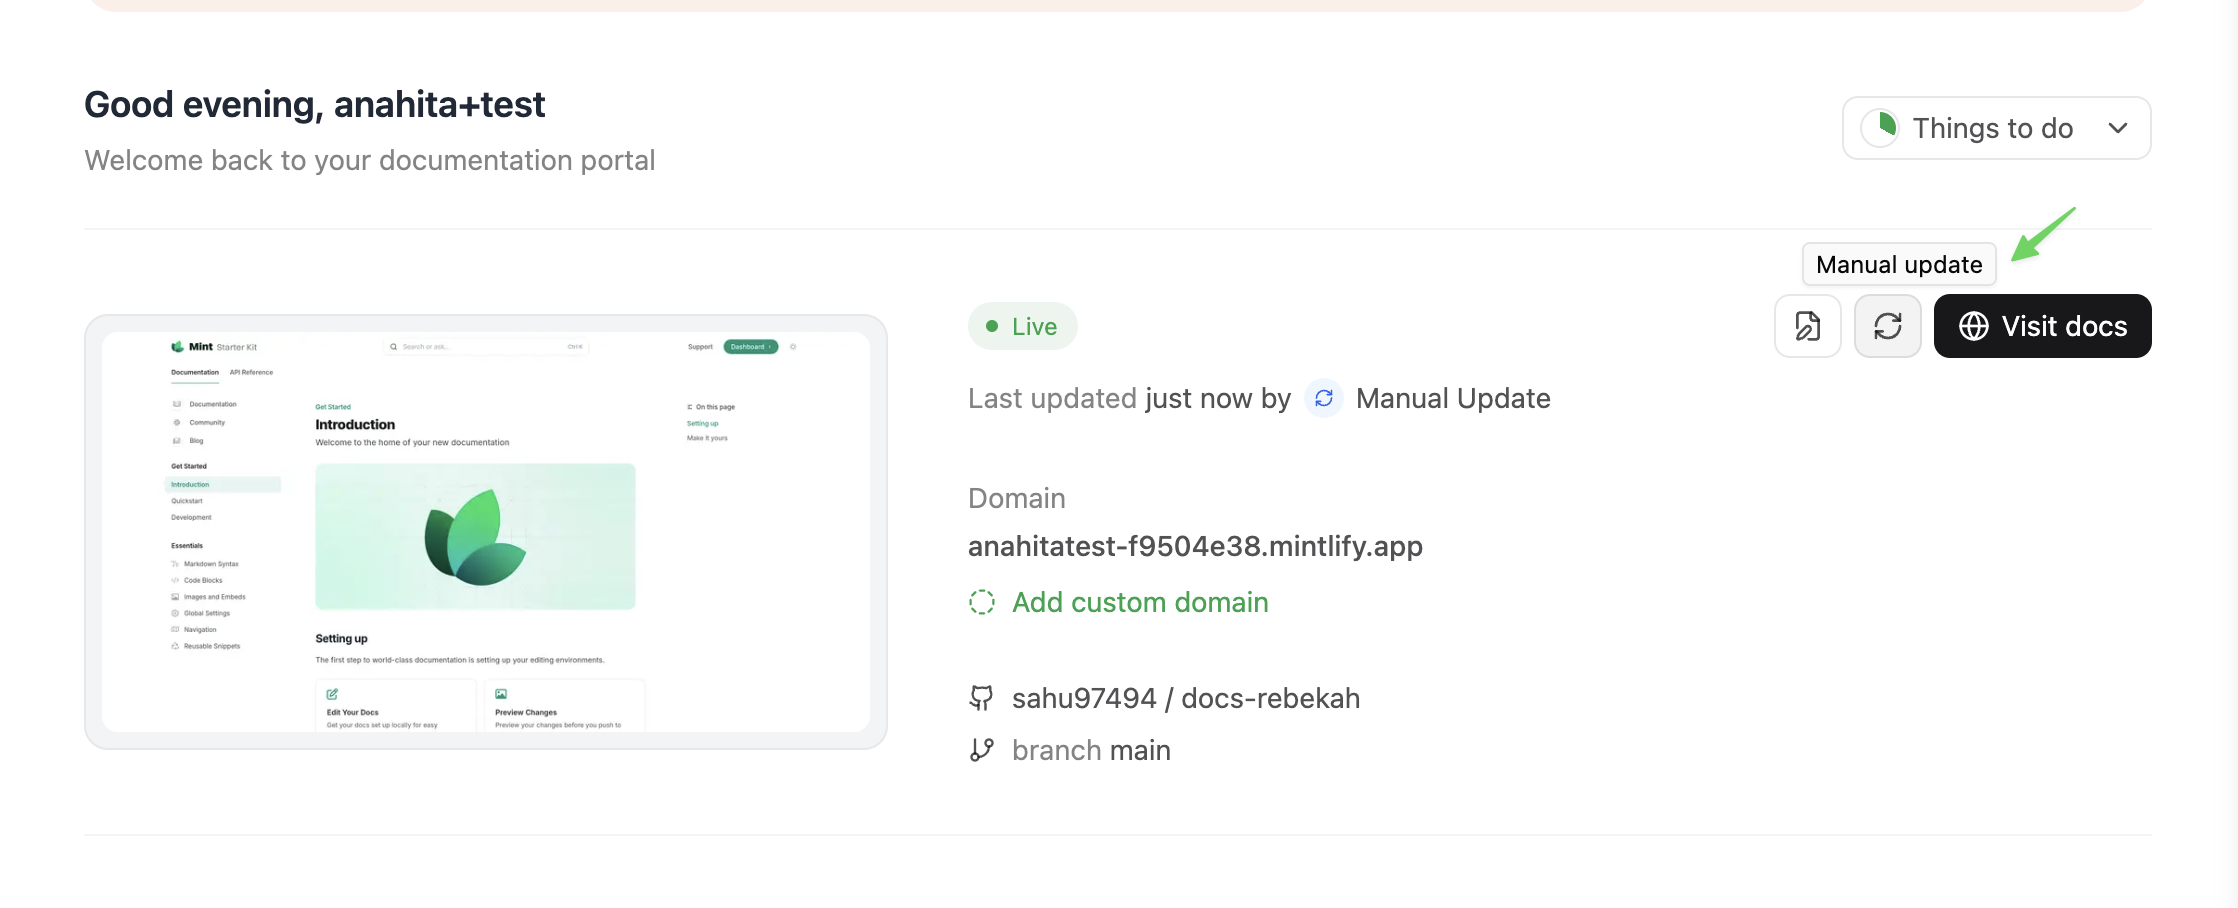 Good evening, anahita+test
Welcome back to your documentation portal
Things to do
Manual update
Visit docs
Live
Last updated just now by Manual Update
Domain
anahitatest-f9504e38.mintlify.app
Add custom domain
sahu97494 / docs-rebekah
branch main
Mint Starter Kit
Search or ask...
Ctrl K
Support
Dashboard
Documentation
API Reference
Documentation
Community
Blog
Get Started
Introduction
Quickstart
Development
Essentials
Markdown Syntax
Code Blocks
Images and Embeds
Global Settings
Navigation
Reusable Snippets
Get Started
Introduction
Welcome to the home of your new documentation
Setting up
The first step to world-class documentation is setting up your editing environments.
Edit Your Docs
Get your docs set up locally for easy
Preview Changes
Preview your changes before you push to
On this page
Setting up
Make it yours